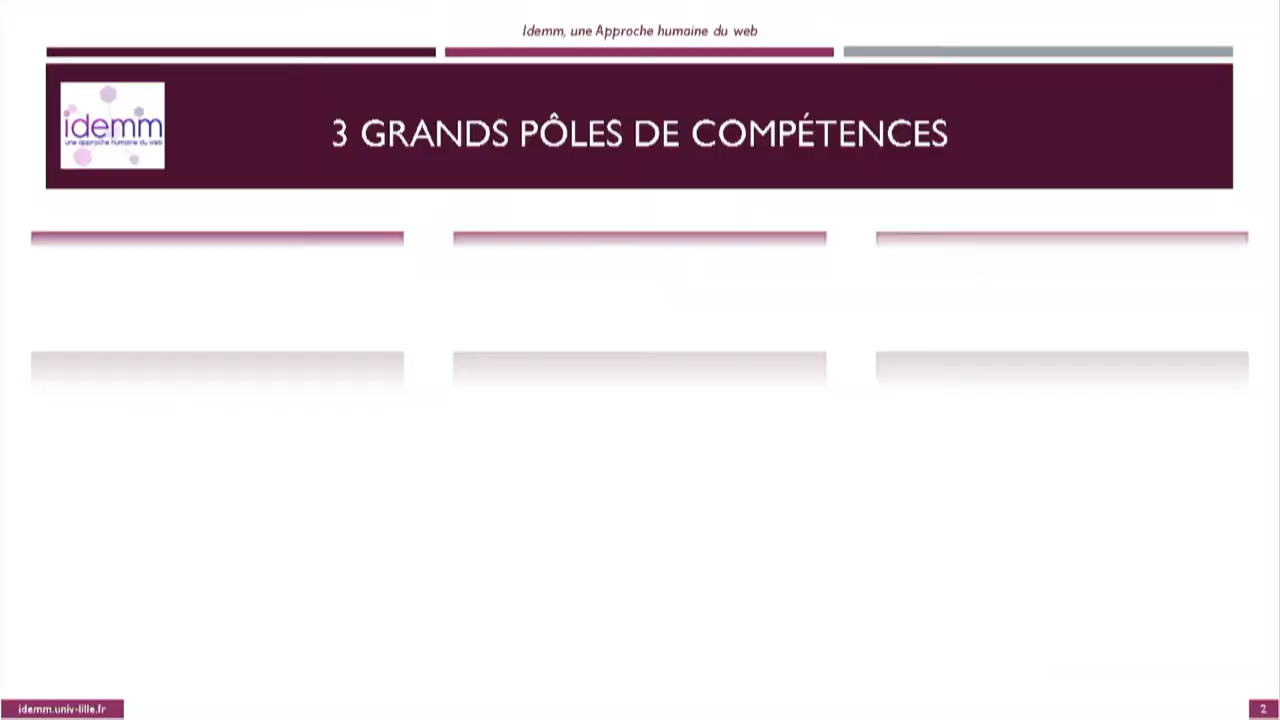 Idemm, une Approche humaine du web
idemm
une approche humaine du web
3 GRANDS PÔLES DE COMPÉTENCES
idemm.univ-lille.fr
2